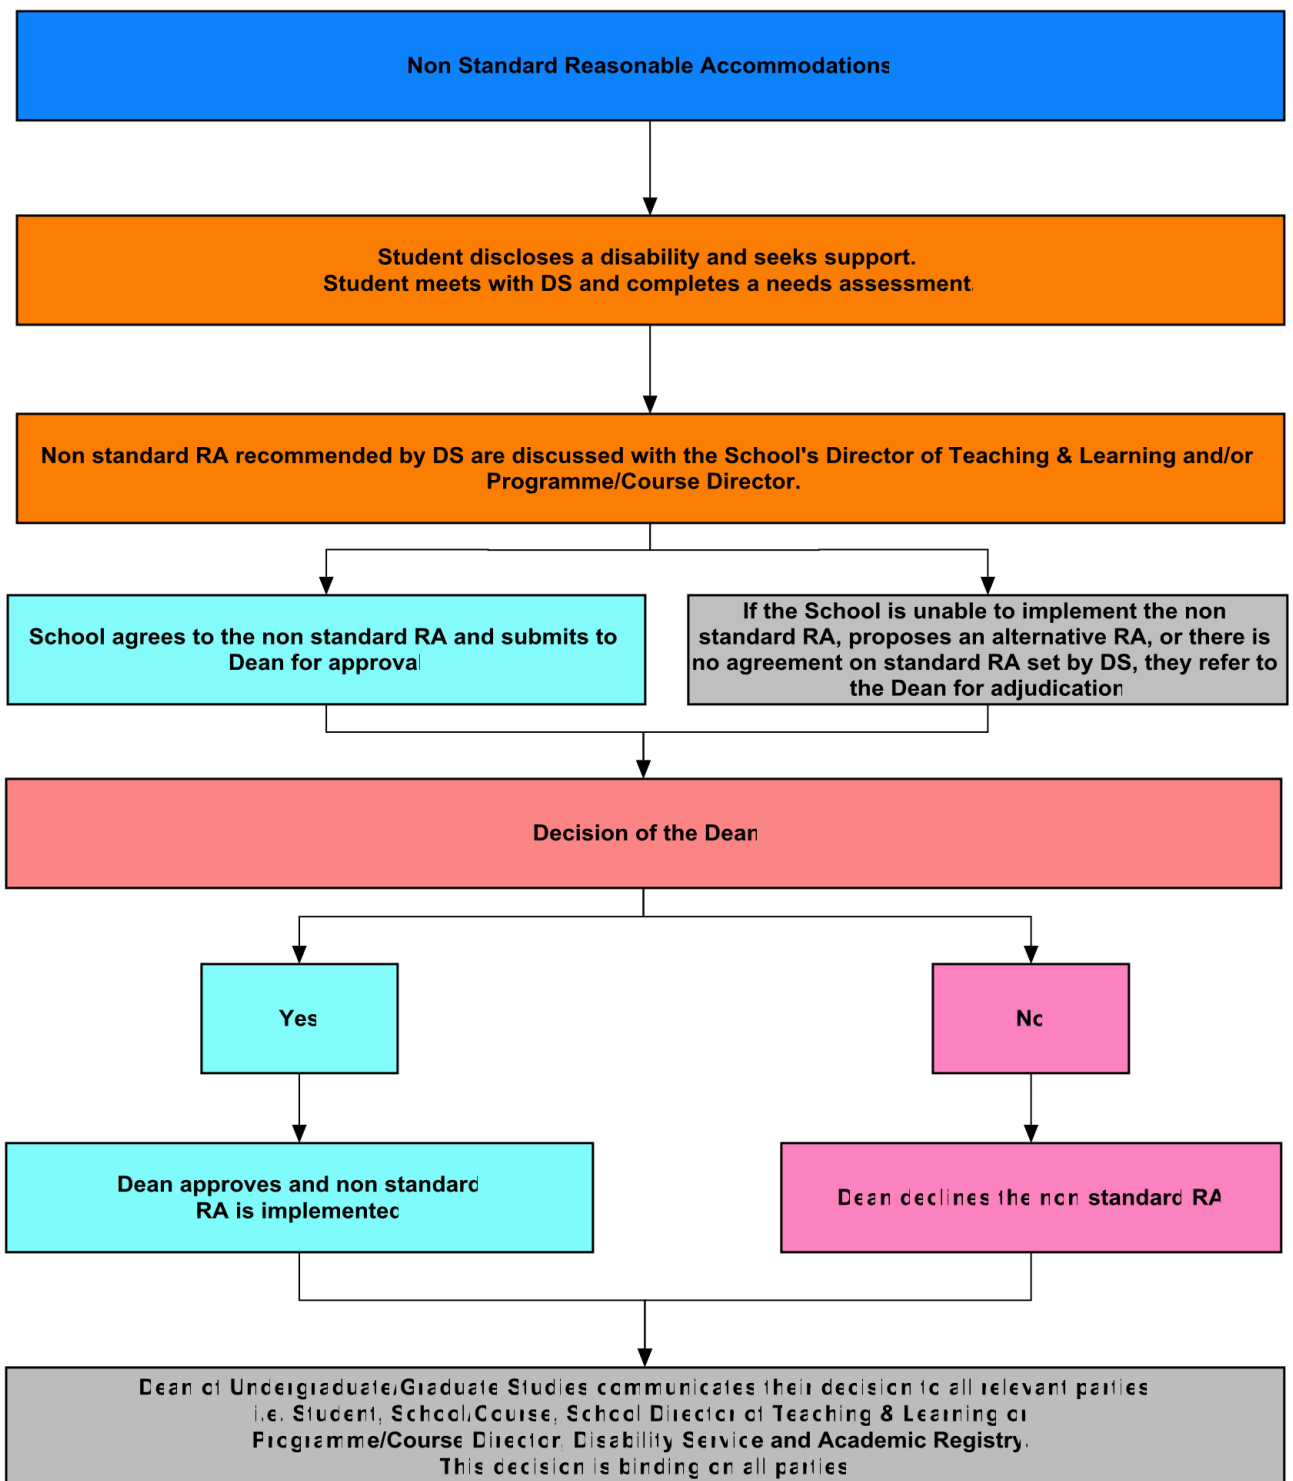 Non Standard Reasonable Accommodations
Student discloses a disability and seeks support.
Student meets with DS and completes a needs assessment.
Non standard RA recommended by DS are discussed with the School's Director of Teaching & Learning and/or
Programme/Course Director.
School agrees to the non standard RA and submits to
Dean for approval
If the School is unable to implement the non
standard RA, proposes an alternative RA, or there is
no agreement on standard RA set by DS, they refer to
the Dean for adjudication
Decision of the Dean
Yes
No
Dean approves and non standard
RA is implemented
Dean declines the non standard RA
Dean of Undergraduate/Graduate Studies communicates their decision to all relevant parties
i.e. Student, School/Course, School Director of Teaching & Learning or
Programme/Course Director, Disability Service and Academic Registry.
This decision is binding on all parties